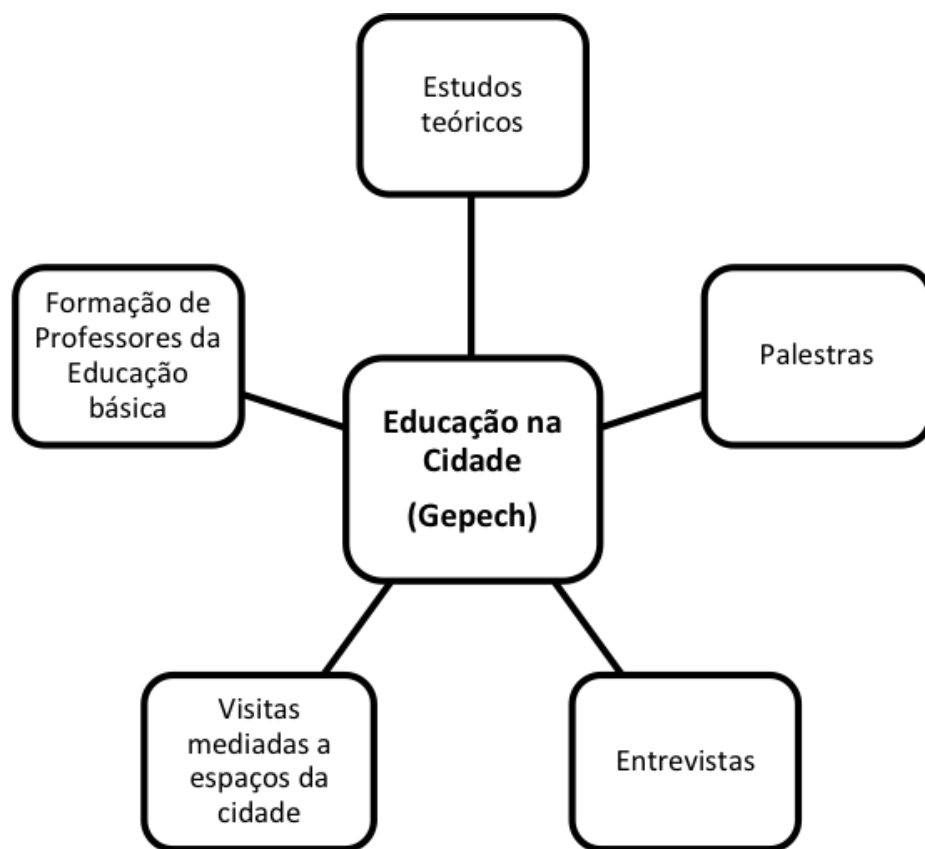 Estudos
teóricos
Formação de
Professores da
Educação
básica
Palestras
Educação na
Cidade
(Gepech)
Visitas
mediadas a
espaços da
cidade
Entrevistas